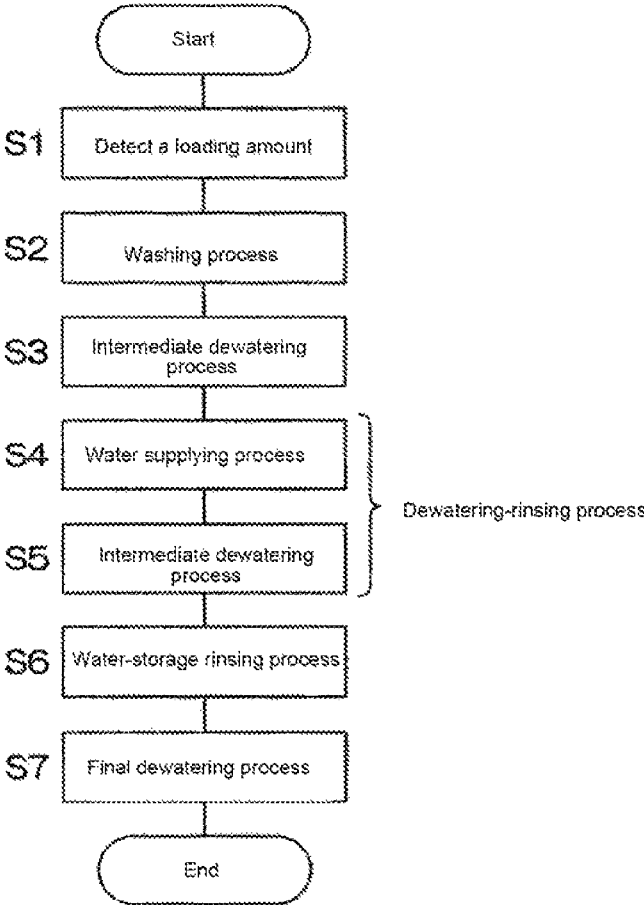 Start
S1
Detect a loading amount
S2
Washing process
S3
Intermediate dewatering
process
S4
Water supplying process
Dewatering-rinsing process
S5
Intermediate dewatering
process
S6
Water-storage rinsing process
S7
Final dewatering process
End